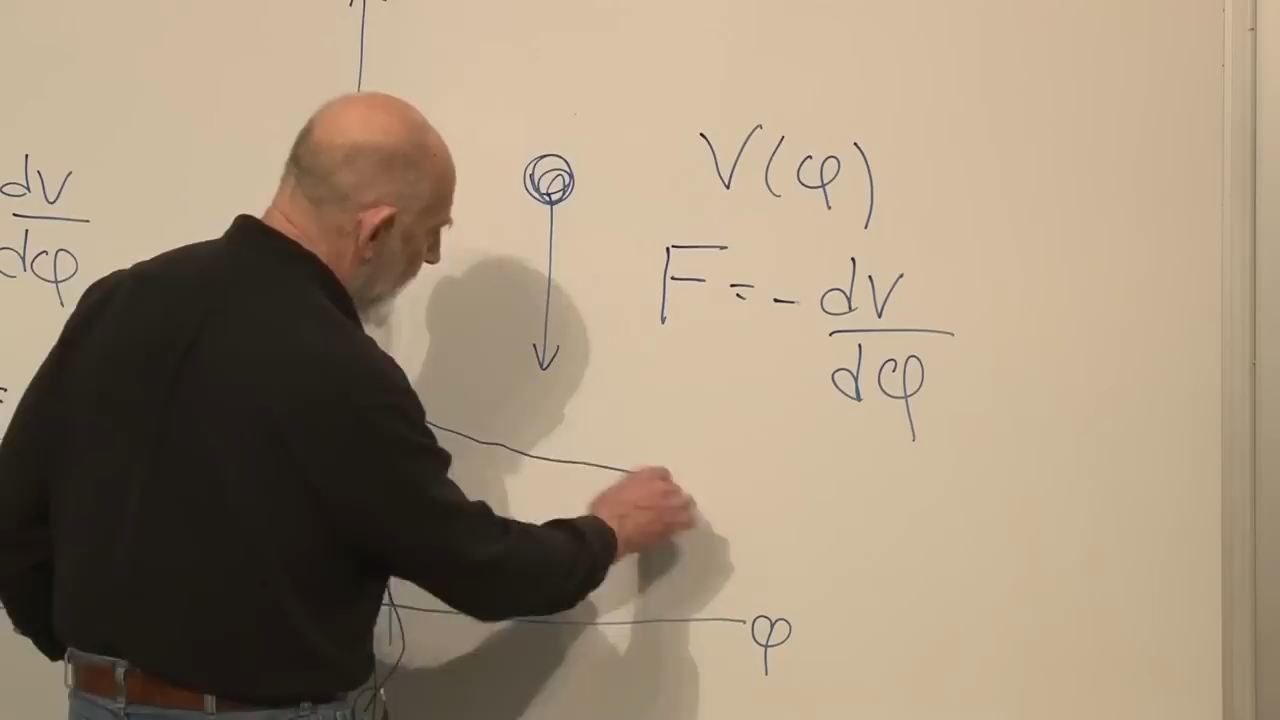 dV
dφ
V(φ)
F = - dV
dφ
φ